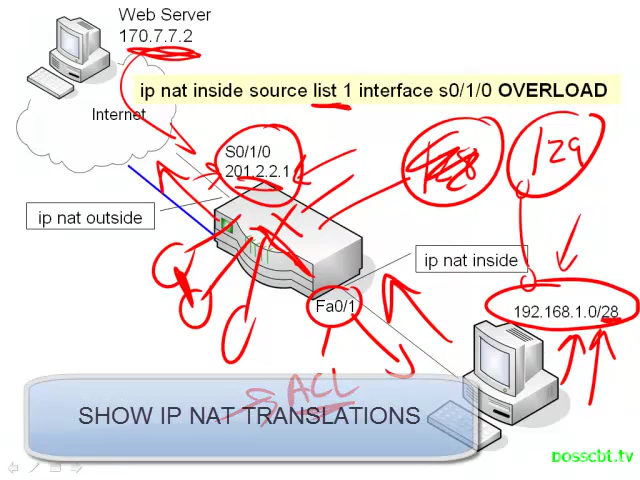 Web Server
170.7.7.2
ip nat inside source list 1 interface s0/1/0 OVERLOAD
Internet
S0/1/0
201.2.2.1
129
ip nat outside
ip nat inside
Fa0/1
192.168.1.0/28
ACL
SHOW IP NAT TRANSLATIONS
bosscbt.tv